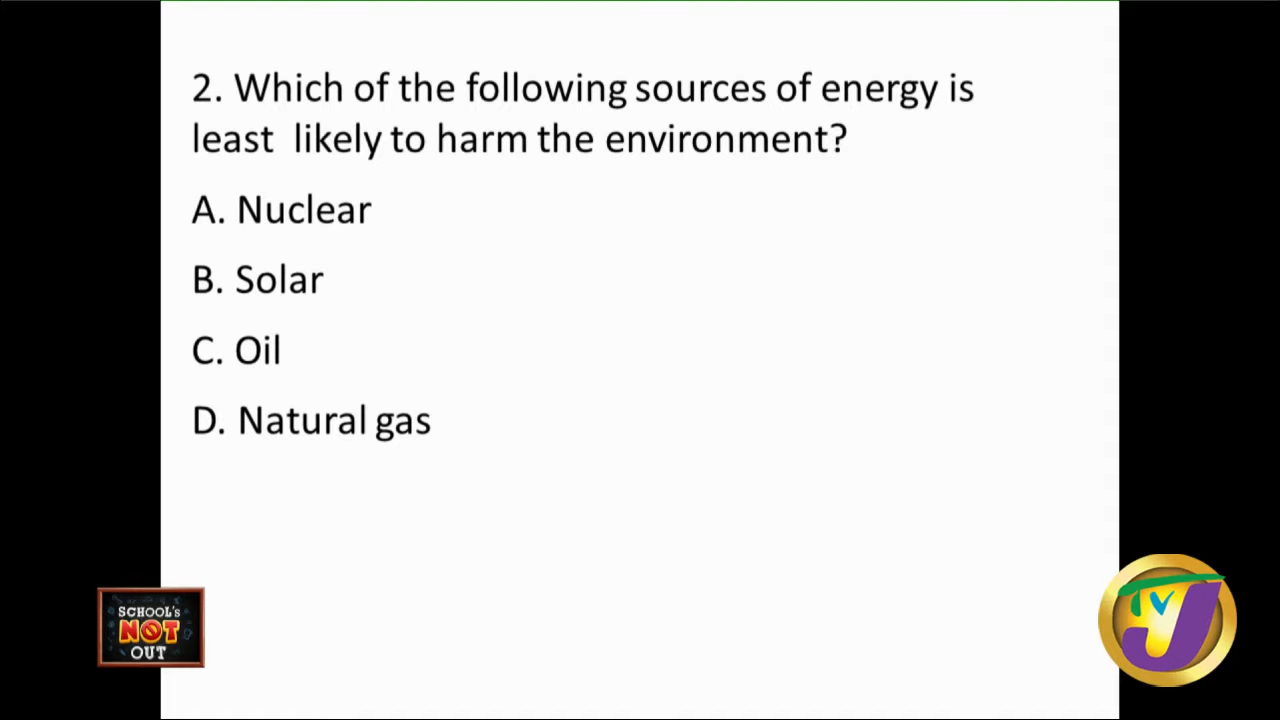 2. Which of the following sources of energy is
least likely to harm the environment?
A. Nuclear
B. Solar
C. Oil
D. Natural gas
SCHOOL's
NOT
OUT
TVJ